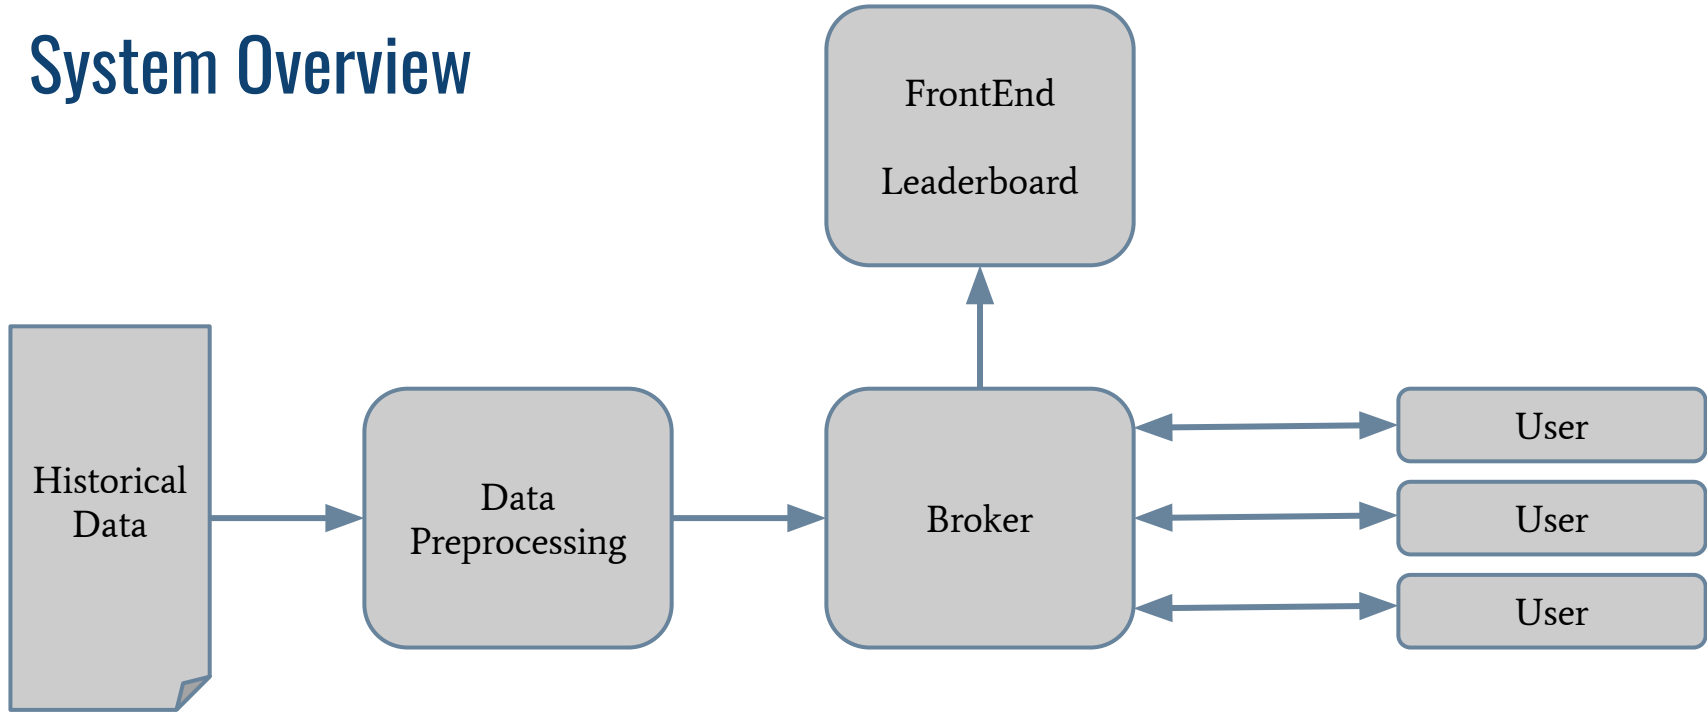 System Overview
FrontEnd
Leaderboard
Historical
Data
Data
Preprocessing
Broker
User
User
User